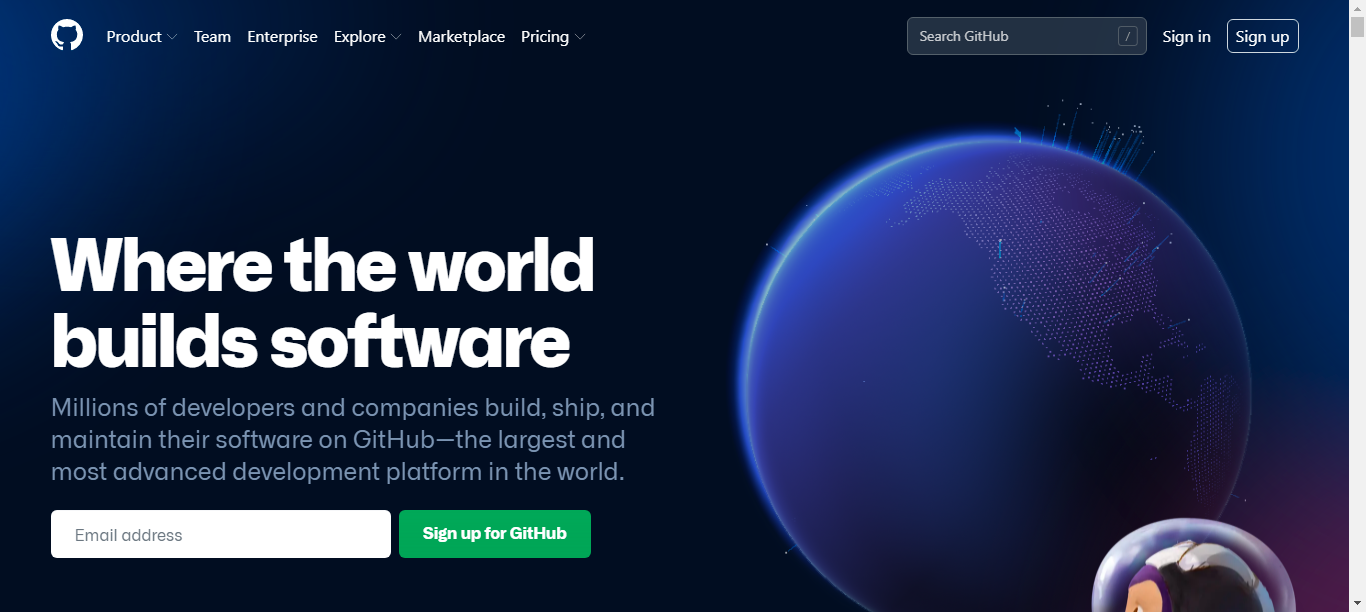 Product Team Enterprise Explore Marketplace Pricing Search GitHub / Sign in Sign up
Where the world
builds software
Millions of developers and companies build, ship, and
maintain their software on GitHub—the largest and
most advanced development platform in the world.
Email address Sign up for GitHub